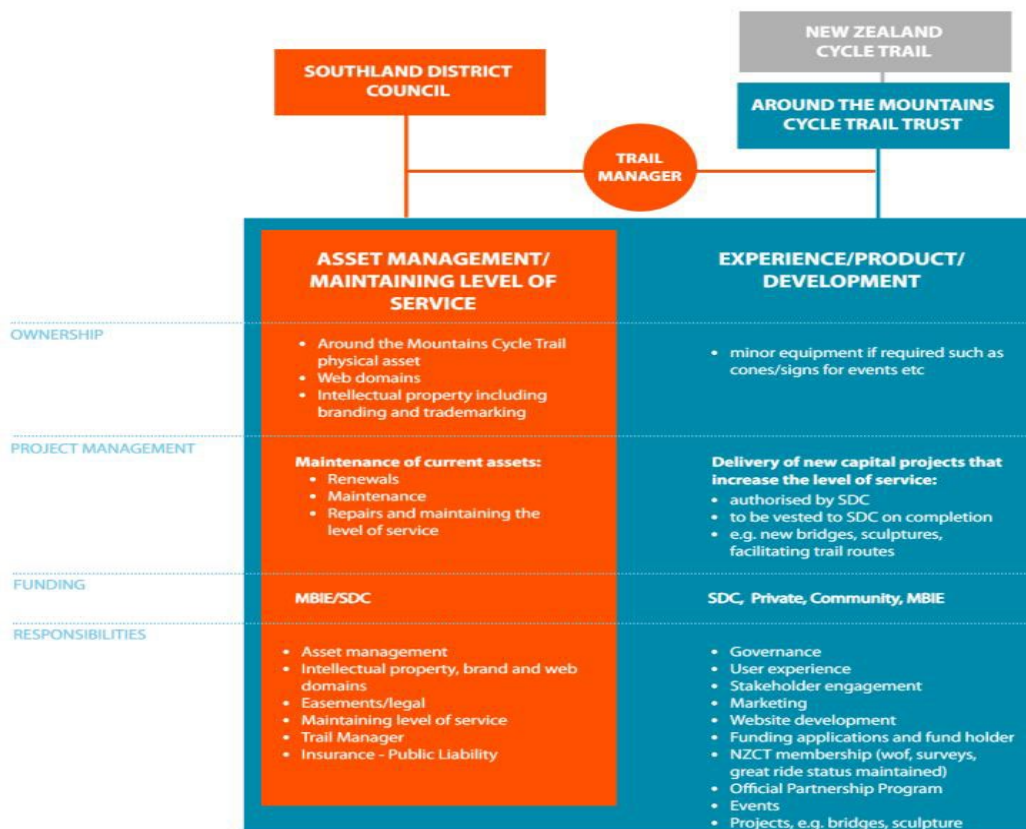 NEW ZEALAND
CYCLE TRAIL
SOUTHLAND DISTRICT
COUNCIL
AROUND THE MOUNTAINS
CYCLE TRAIL TRUST
TRAIL
MANAGER
ASSET MANAGEMENT/
MAINTAINING LEVEL OF
SERVICE
EXPERIENCE/PRODUCT/
DEVELOPMENT
OWNERSHIP
• Around the Mountains Cycle Trail
physical asset
• Web domains
• Intellectual property including
branding and trademarking
• minor equipment if required such as
cones/signs for events etc
PROJECT MANAGEMENT
Maintenance of current assets:
• Renewals
• Maintenance
• Repairs and maintaining the
level of service
Delivery of new capital projects that
increase the level of service:
• authorised by SDC
• to be vested to SDC on completion
• e.g. new bridges, sculptures,
facilitating trail routes
FUNDING
MBIE/SDC
SDC, Private, Community, MBIE
RESPONSIBILITIES
• Asset management
• Intellectual property, brand and web
domains
• Easements/legal
• Maintaining level of service
• Trail Manager
• Insurance - Public Liability
• Governance
• User experience
• Stakeholder engagement
• Marketing
• Website development
• Funding applications and fund holder
• NZCT membership (wof, surveys,
great ride status maintained)
• Official Partnership Program
• Events
• Projects, e.g. bridges, sculpture